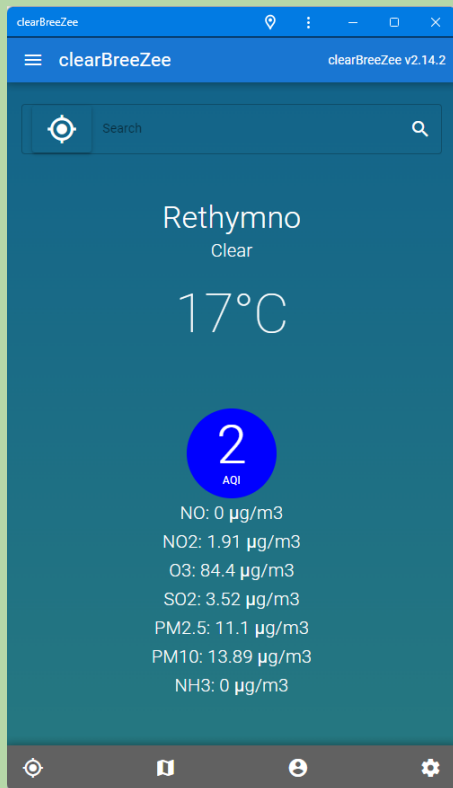 clearBreeZee
clearBreeZee
clearBreeZee v2.14.2
Search
Rethymno
Clear
17°C
2
AQI
NO: 0 µg/m3
NO2: 1.91 µg/m3
O3: 84.4 µg/m3
SO2: 3.52 µg/m3
PM2.5: 11.1 µg/m3
PM10: 13.89 µg/m3
NH3: 0 µg/m3